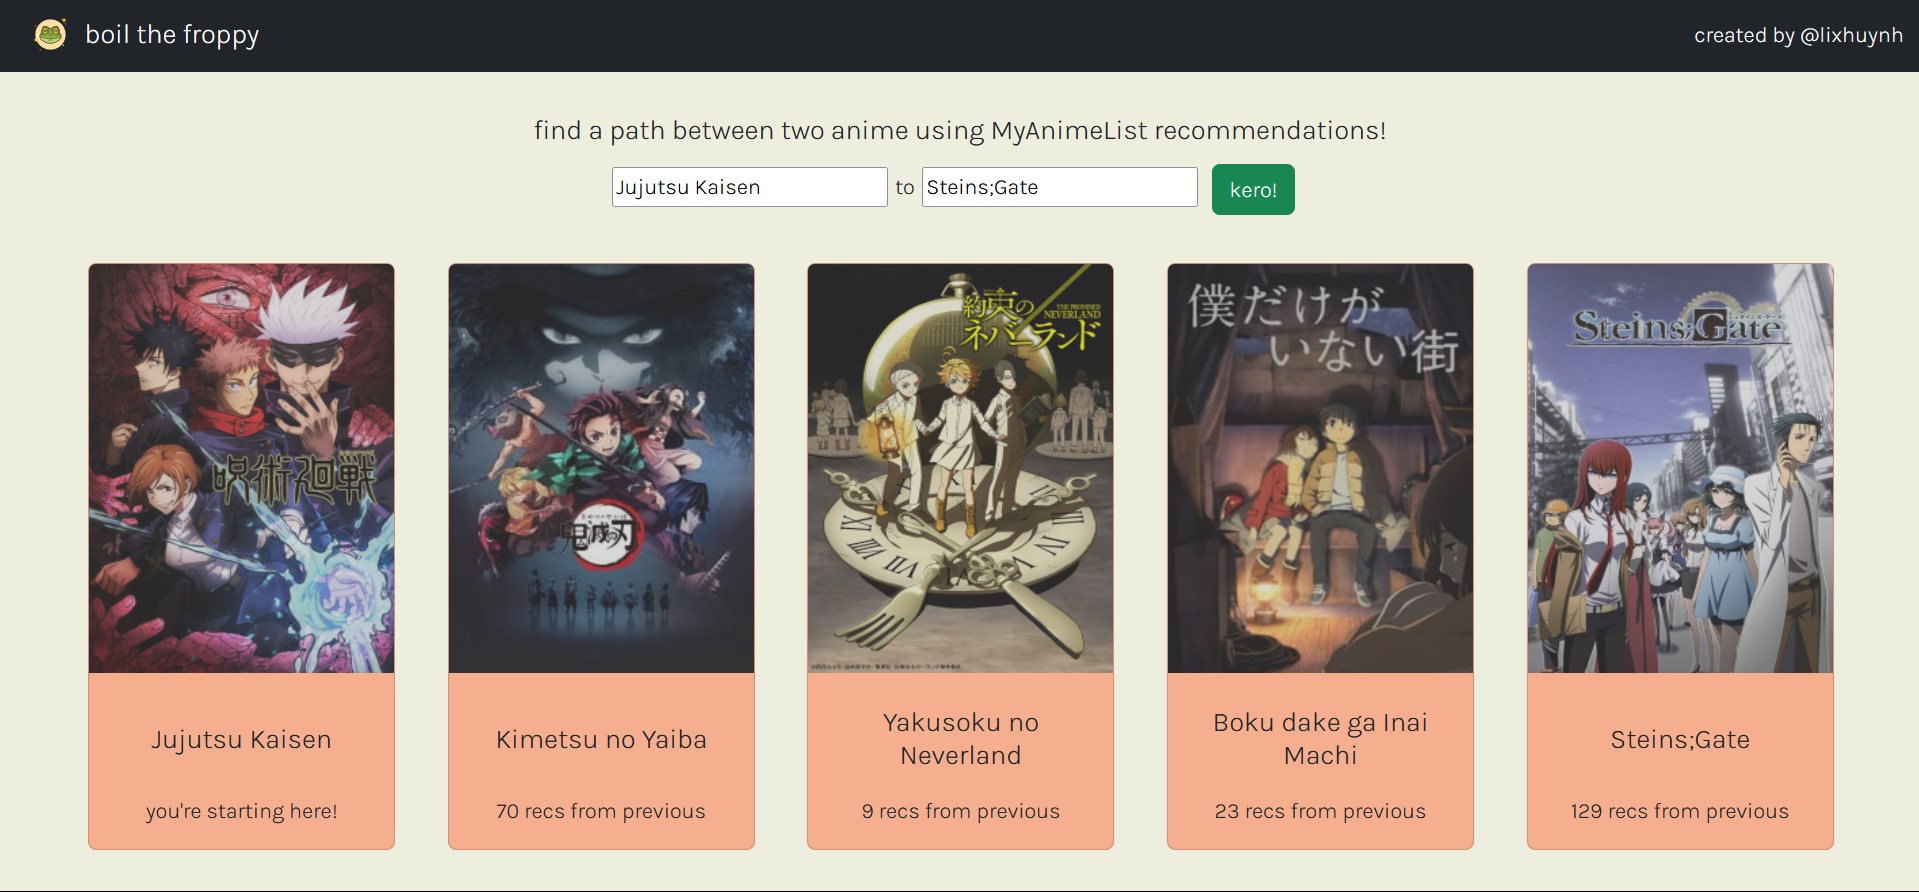 boil the froppy
created by @lixhuynh
find a path between two anime using MyAnimeList recommendations!
Jujutsu Kaisen to Steins;Gate kero!
呪術廻戦
鬼滅の刃
約束の
ネバーランド
THE PROMISED
NEVERLAND
僕だけが
いない街
Steins;Gate
Jujutsu Kaisen
you're starting here!
Kimetsu no Yaiba
70 recs from previous
Yakusoku no
Neverland
9 recs from previous
Boku dake ga Inai
Machi
23 recs from previous
Steins;Gate
129 recs from previous